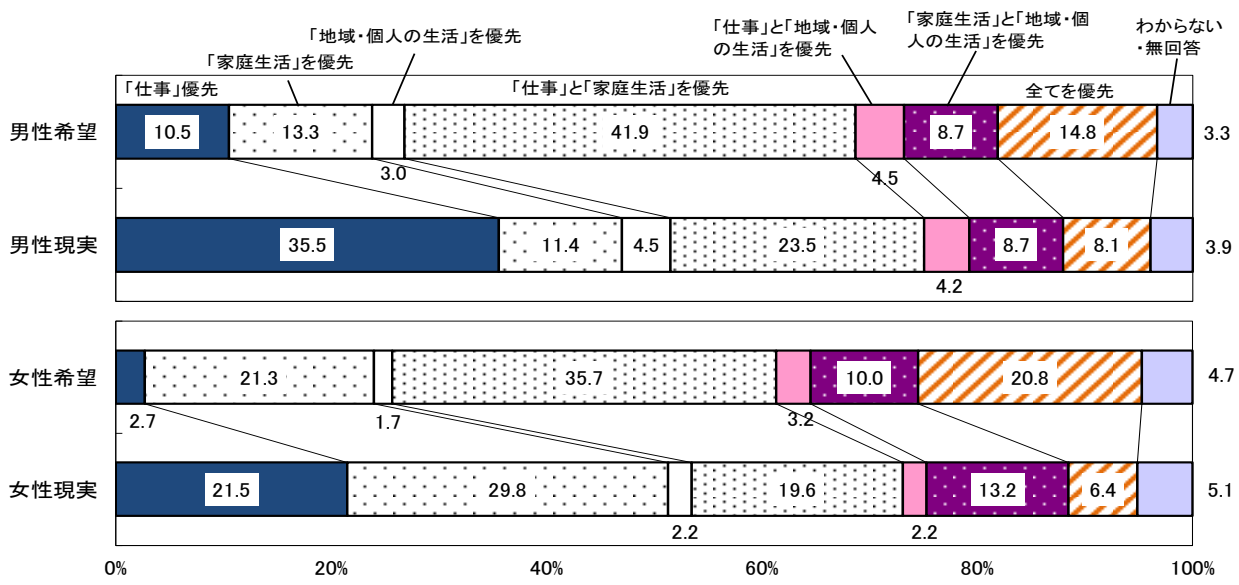 「地域・個人の生活」を優先
「仕事」と「地域・個人
の生活」を優先
「家庭生活」と「地域・個
人の生活」を優先
わからない
・無回答
「家庭生活」を優先
「仕事」優先
「仕事」と「家庭生活」を優先
全てを優先
男性希望
10.5
13.3
3.0
41.9
4.5
8.7
14.8
3.3
男性現実
35.5
11.4
4.5
23.5
4.2
8.7
8.1
3.9
女性希望
2.7
21.3
1.7
35.7
3.2
10.0
20.8
4.7
女性現実
21.5
29.8
2.2
19.6
2.2
13.2
6.4
5.1
0%
20%
40%
60%
80%
100%